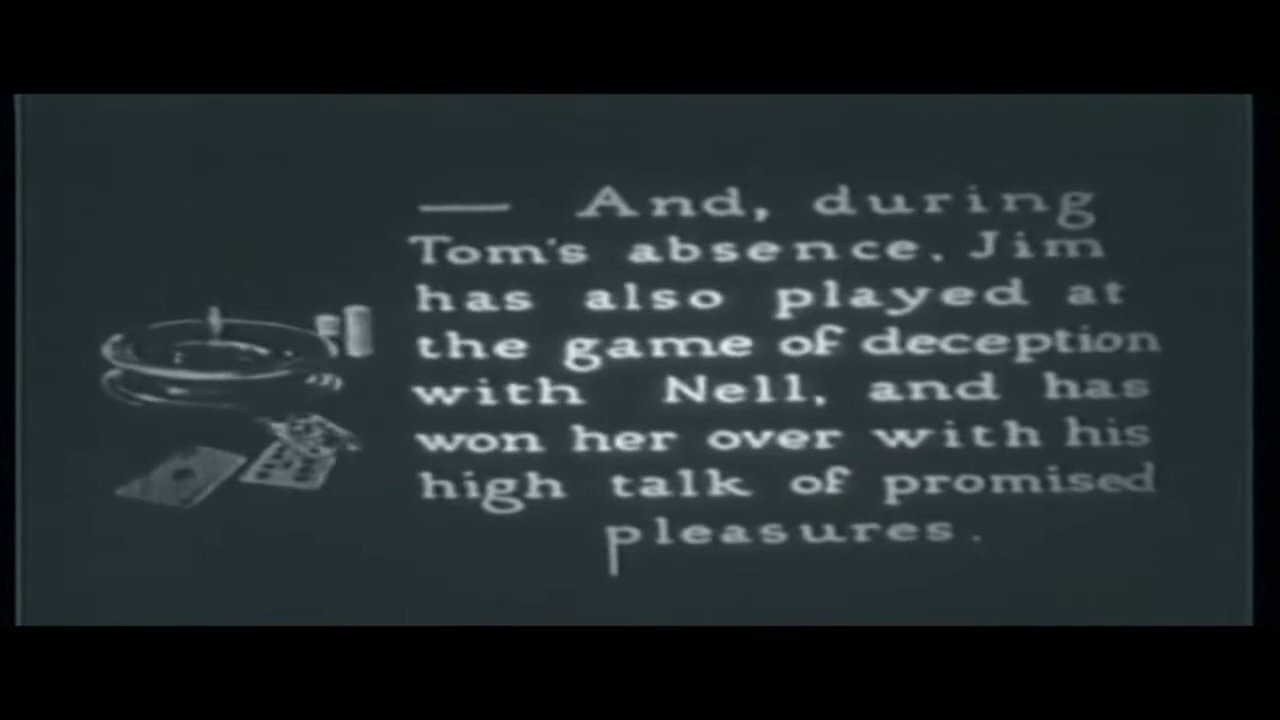 — And, during
Tom's absence, Jim
has also played at
the game of deception
with Nell, and has
won her over with his
high talk of promised
pleasures.